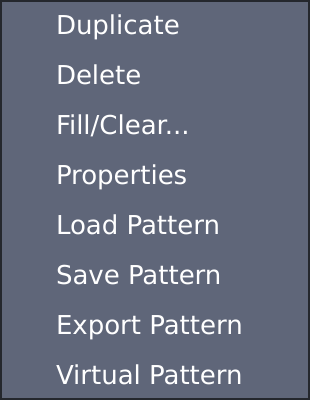 Duplicate
Delete
Fill/Clear...
Properties
Load Pattern
Save Pattern
Export Pattern
Virtual Pattern